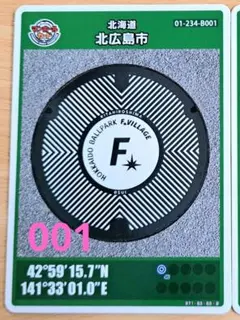 北海道
北広島市
01-234-B001
KITAHIROSHIMA
HOKKAIDO BALLPARK F VILLAGE
F
001
42°59'15.7"N
141°33'01.0"E